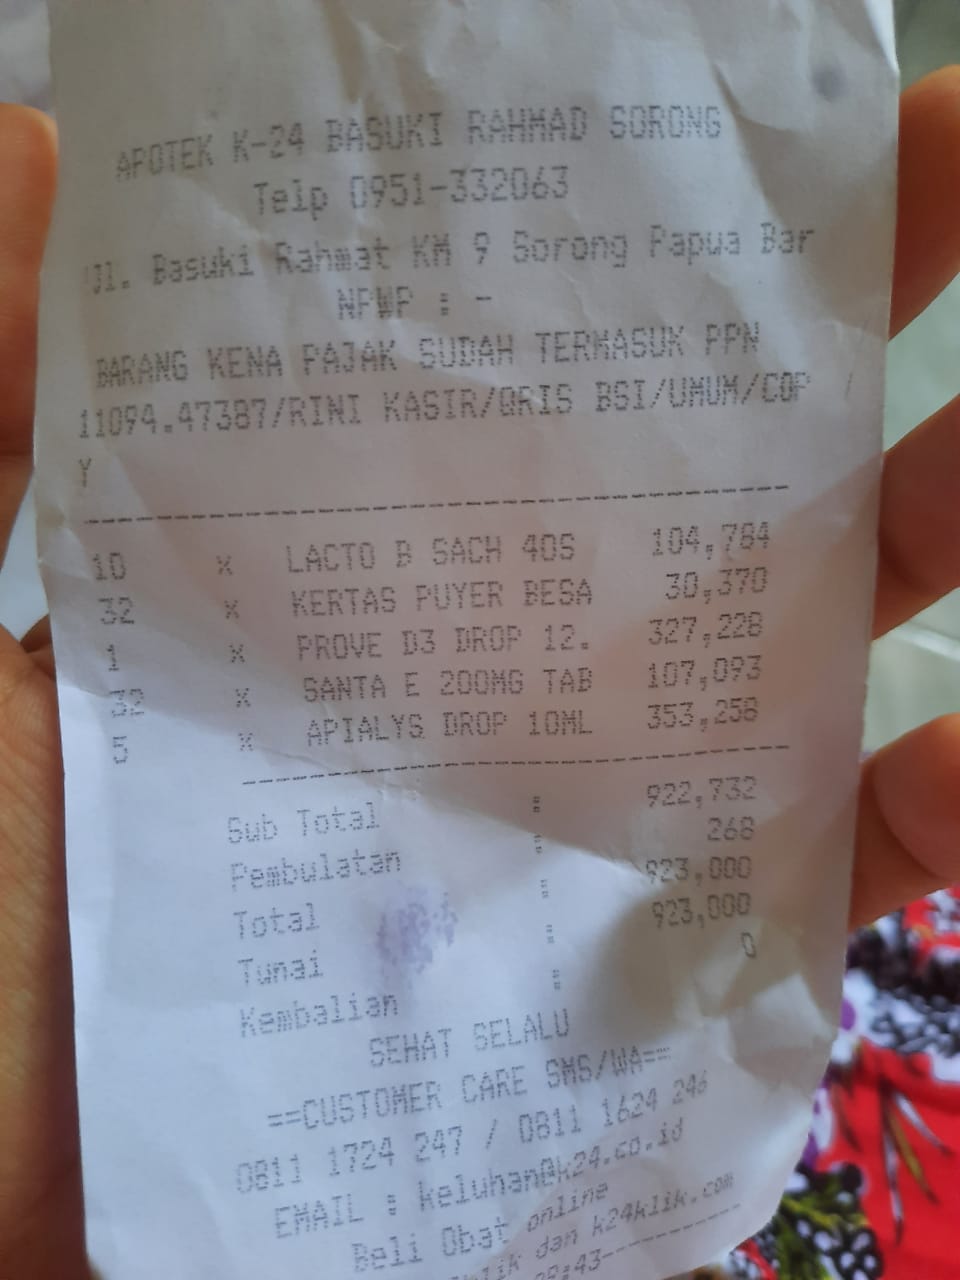 APOTEK K-24 BASUKI RAHMAD SORONG
Telp 0951-332063
Jl. Basuki Rahmat KM 9 Sorong Papua Bar
NPWP : -
BARANG KENA PAJAK SUDAH TERMASUK PPN
11094.47387/RINI KASIR/QRIS BSI/UMUM/COP /
Y
10 x LACTO B SACH 40S 104,784
32 x KERTAS PUYER BESA 30,370
1 x PROVE D3 DROP 12. 327,228
32 x SANTA E 200MG TAB 107,093
5 x APIALYS DROP 10ML 353,258
Sub Total : 922,732
Pembulatan : 268
Total : 923,000
Tunai : 923,000
Kembalian : 0
SEHAT SELALU
==CUSTOMER CARE SMS/WA==
0811 1724 247 / 0811 1624 246
EMAIL : keluhan@k24.co.id
Beli Obat online
dan k24klik.com
:43---------